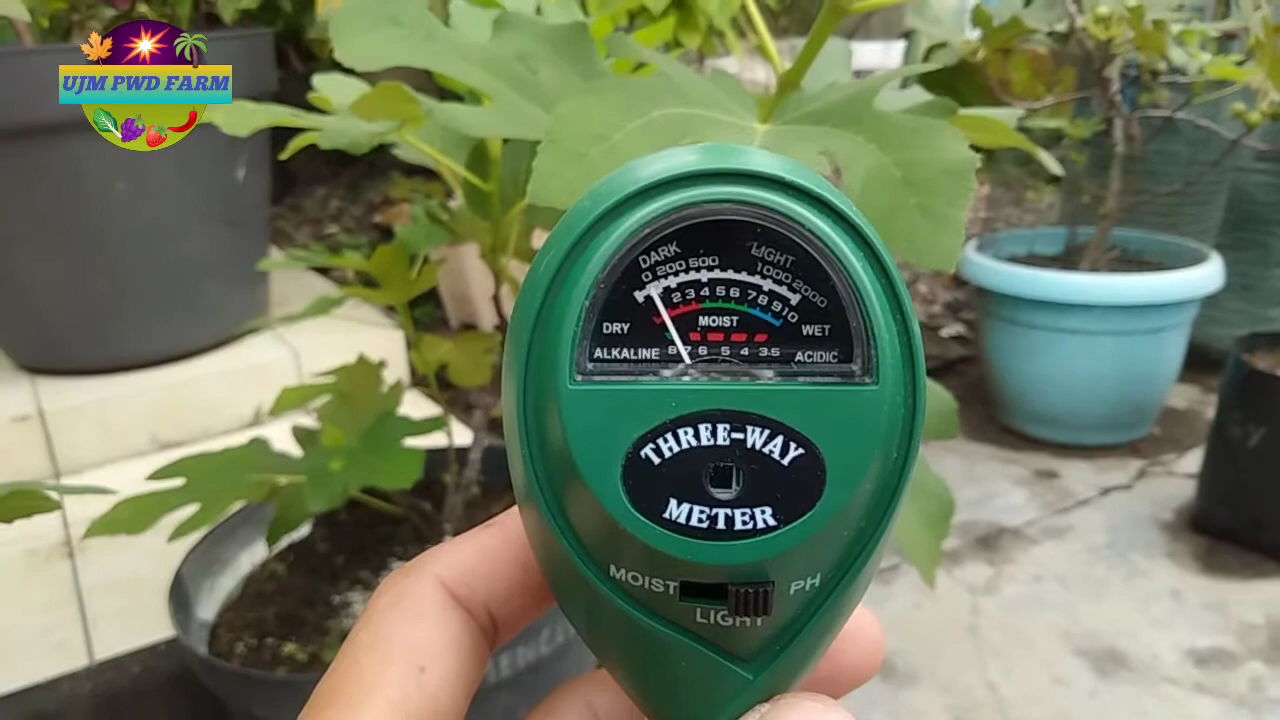 UJM PWD FARM
DARK LIGHT
0 200 500 1000 2000
2 3 4 5 6 7 8 9 10
DRY MOIST WET
ALKALINE 8 7 6 5 4 3.5 ACIDIC
THREE-WAY
METER
MOIST PH
LIGHT